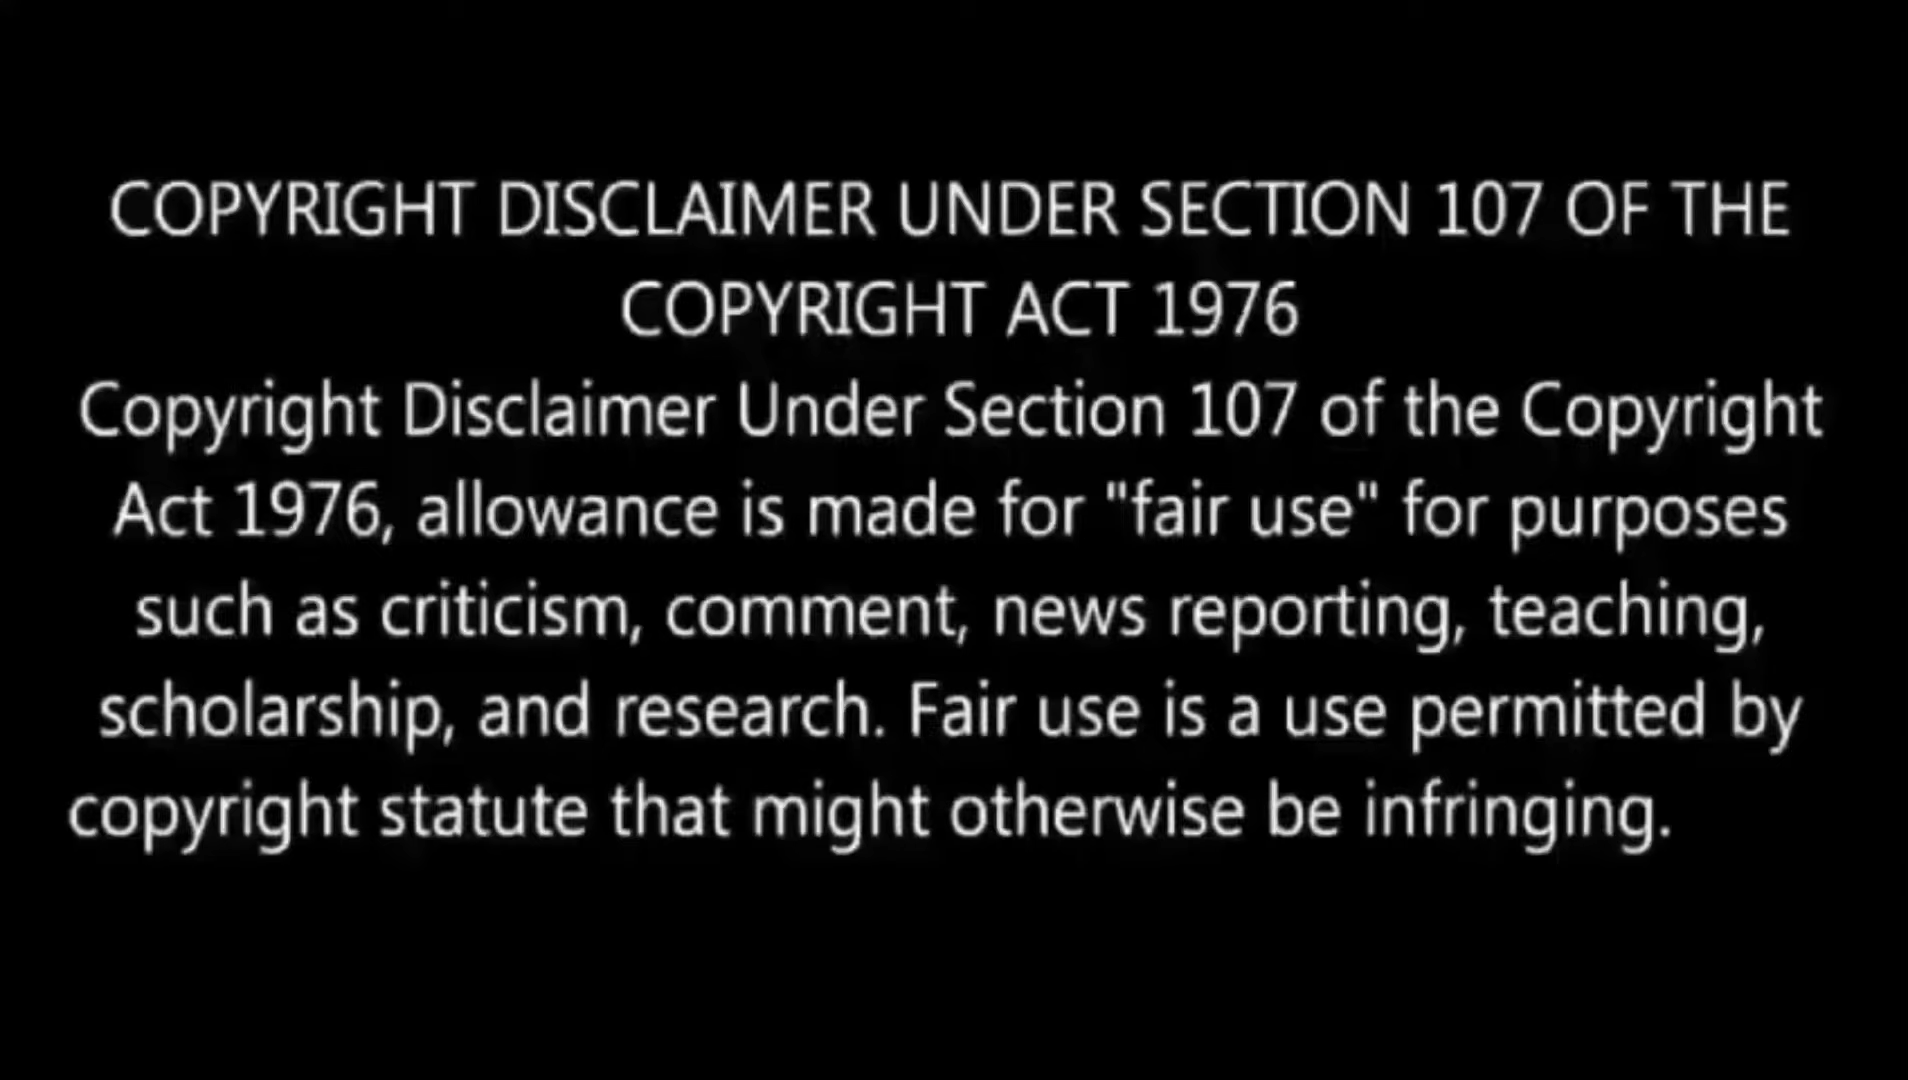 COPYRIGHT DISCLAIMER UNDER SECTION 107 OF THE
COPYRIGHT ACT 1976
Copyright Disclaimer Under Section 107 of the Copyright
Act 1976, allowance is made for "fair use" for purposes
such as criticism, comment, news reporting, teaching,
scholarship, and research. Fair use is a use permitted by
copyright statute that might otherwise be infringing.